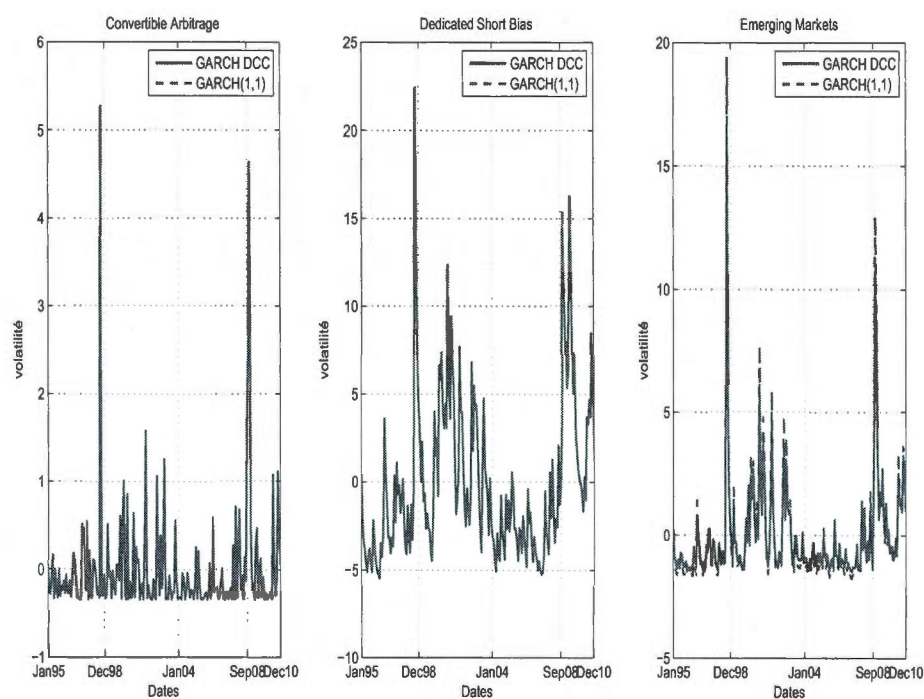 Convertible Arbitrage
6
5
4
3
2
1
0
−1
volatilité
GARCH DCC
GARCH(1,1)
Jan95 Dec98 Jan04 Sep08 Dec10
Dates
Dedicated Short Bias
25
20
15
10
5
0
−5
−10
volatilité
GARCH DCC
GARCH(1,1)
Jan95 Dec98 Jan04 Sep08 Dec10
Dates
Emerging Markets
20
15
10
5
0
−5
volatilité
GARCH DCC
GARCH(1,1)
Jan95 Dec98 Jan04 Sep08 Dec10
Dates